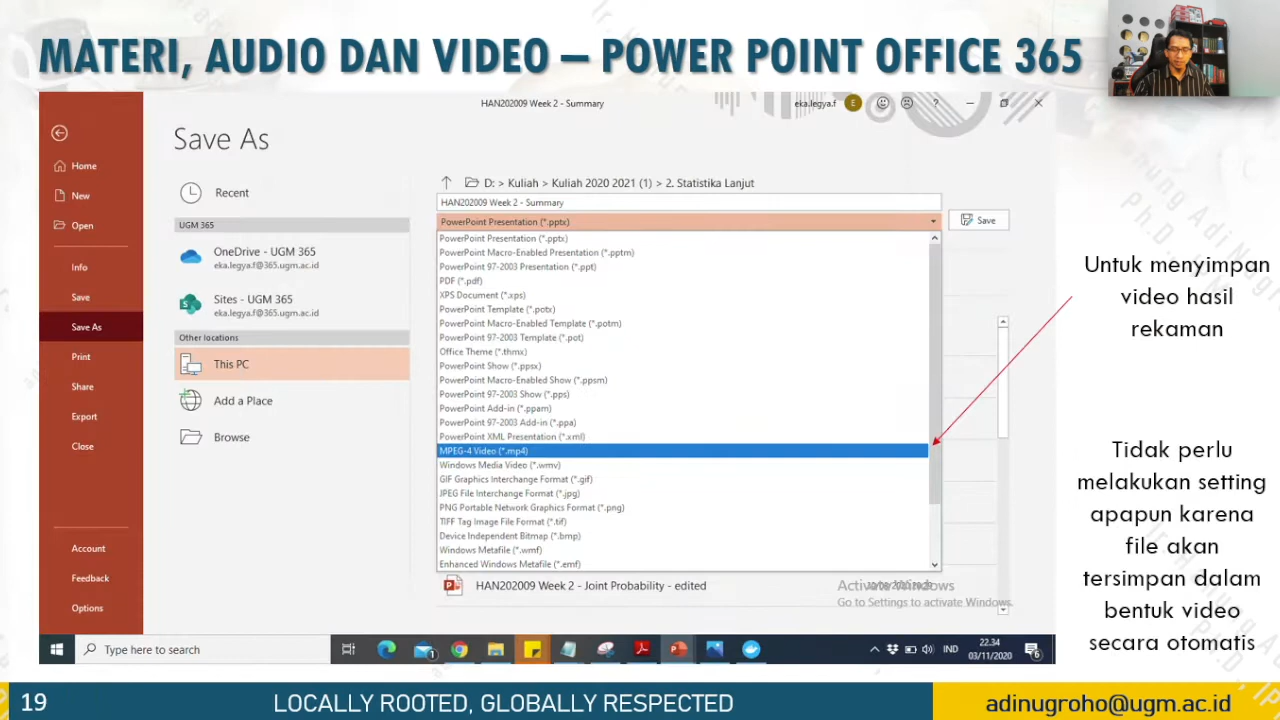 MATERI, AUDIO DAN VIDEO – POWER POINT OFFICE 365
HAN202009 Week 2 - Summary
eka.legya.f
E
?
Save As
Home
New
Open
Info
Save
Save As
Print
Share
Export
Close
Account
Feedback
Options
Recent
UGM 365
OneDrive - UGM 365
eka.legya.f@365.ugm.ac.id
Sites - UGM 365
eka.legya.f@365.ugm.ac.id
Other locations
This PC
Add a Place
Browse
D: > Kuliah > Kuliah 2020 2021 (1) > 2. Statistika Lanjut
HAN202009 Week 2 - Summary
PowerPoint Presentation (*.pptx)
Save
PowerPoint Presentation (*.pptx)
PowerPoint Macro-Enabled Presentation (*.pptm)
PowerPoint 97-2003 Presentation (*.ppt)
PDF (*.pdf)
XPS Document (*.xps)
PowerPoint Template (*.potx)
PowerPoint Macro-Enabled Template (*.potm)
PowerPoint 97-2003 Template (*.pot)
Office Theme (*.thmx)
PowerPoint Show (*.ppsx)
PowerPoint Macro-Enabled Show (*.ppsm)
PowerPoint 97-2003 Show (*.pps)
PowerPoint Add-in (*.ppam)
PowerPoint 97-2003 Add-in (*.ppa)
PowerPoint XML Presentation (*.xml)
MPEG-4 Video (*.mp4)
Windows Media Video (*.wmv)
GIF Graphics Interchange Format (*.gif)
JPEG File Interchange Format (*.jpg)
PNG Portable Network Graphics Format (*.png)
TIFF Tag Image File Format (*.tif)
Device Independent Bitmap (*.bmp)
Windows Metafile (*.wmf)
Enhanced Windows Metafile (*.emf)
HAN202009 Week 2 - Joint Probability - edited
Activate Windows
Go to Settings to activate Windows.
Type here to search
IND
22.34
03/11/2020
Untuk menyimpan
video hasil
rekaman
Tidak perlu
melakukan setting
apapun karena
file akan
tersimpan dalam
bentuk video
secara otomatis
19
LOCALLY ROOTED, GLOBALLY RESPECTED
adinugroho@ugm.ac.id